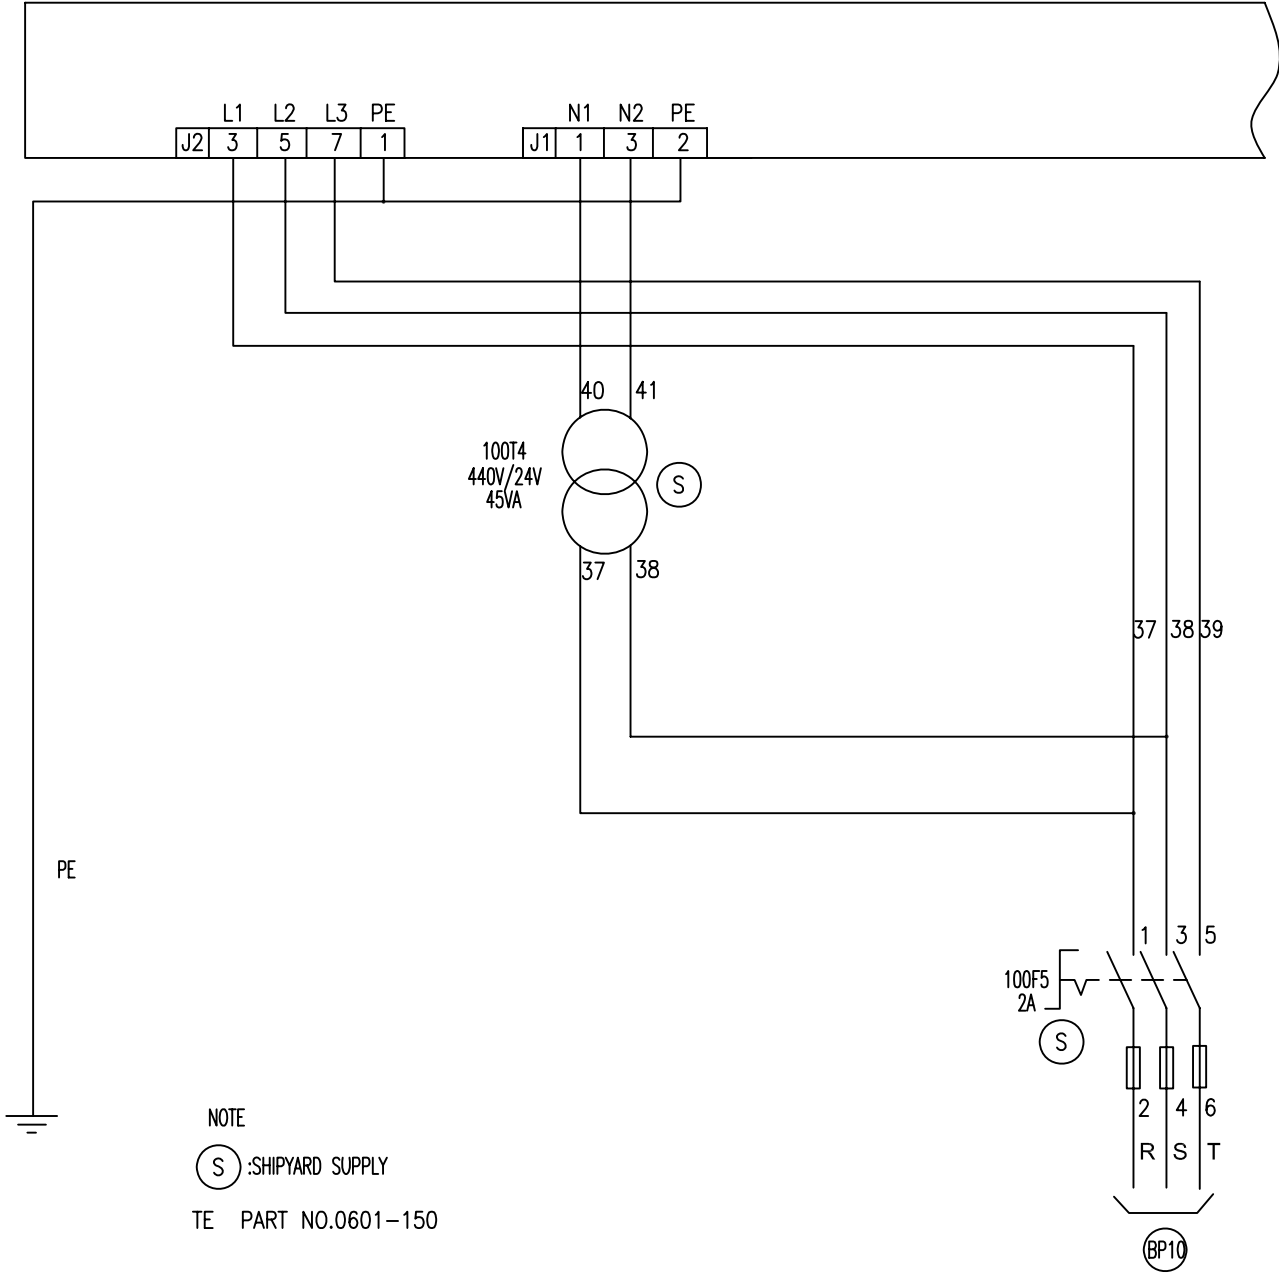 L1 L2 L3 PE N1 N2 PE
J2 3 5 7 1 J1 1 3 2
40 41
100T4
440V/24V
45VA
S
37 38
37 38 39
PE
1 3 5
100F5
2A
S
2 4 6
R S T
BP10
NOTE
S :SHIPYARD SUPPLY
TE PART NO.0601-150